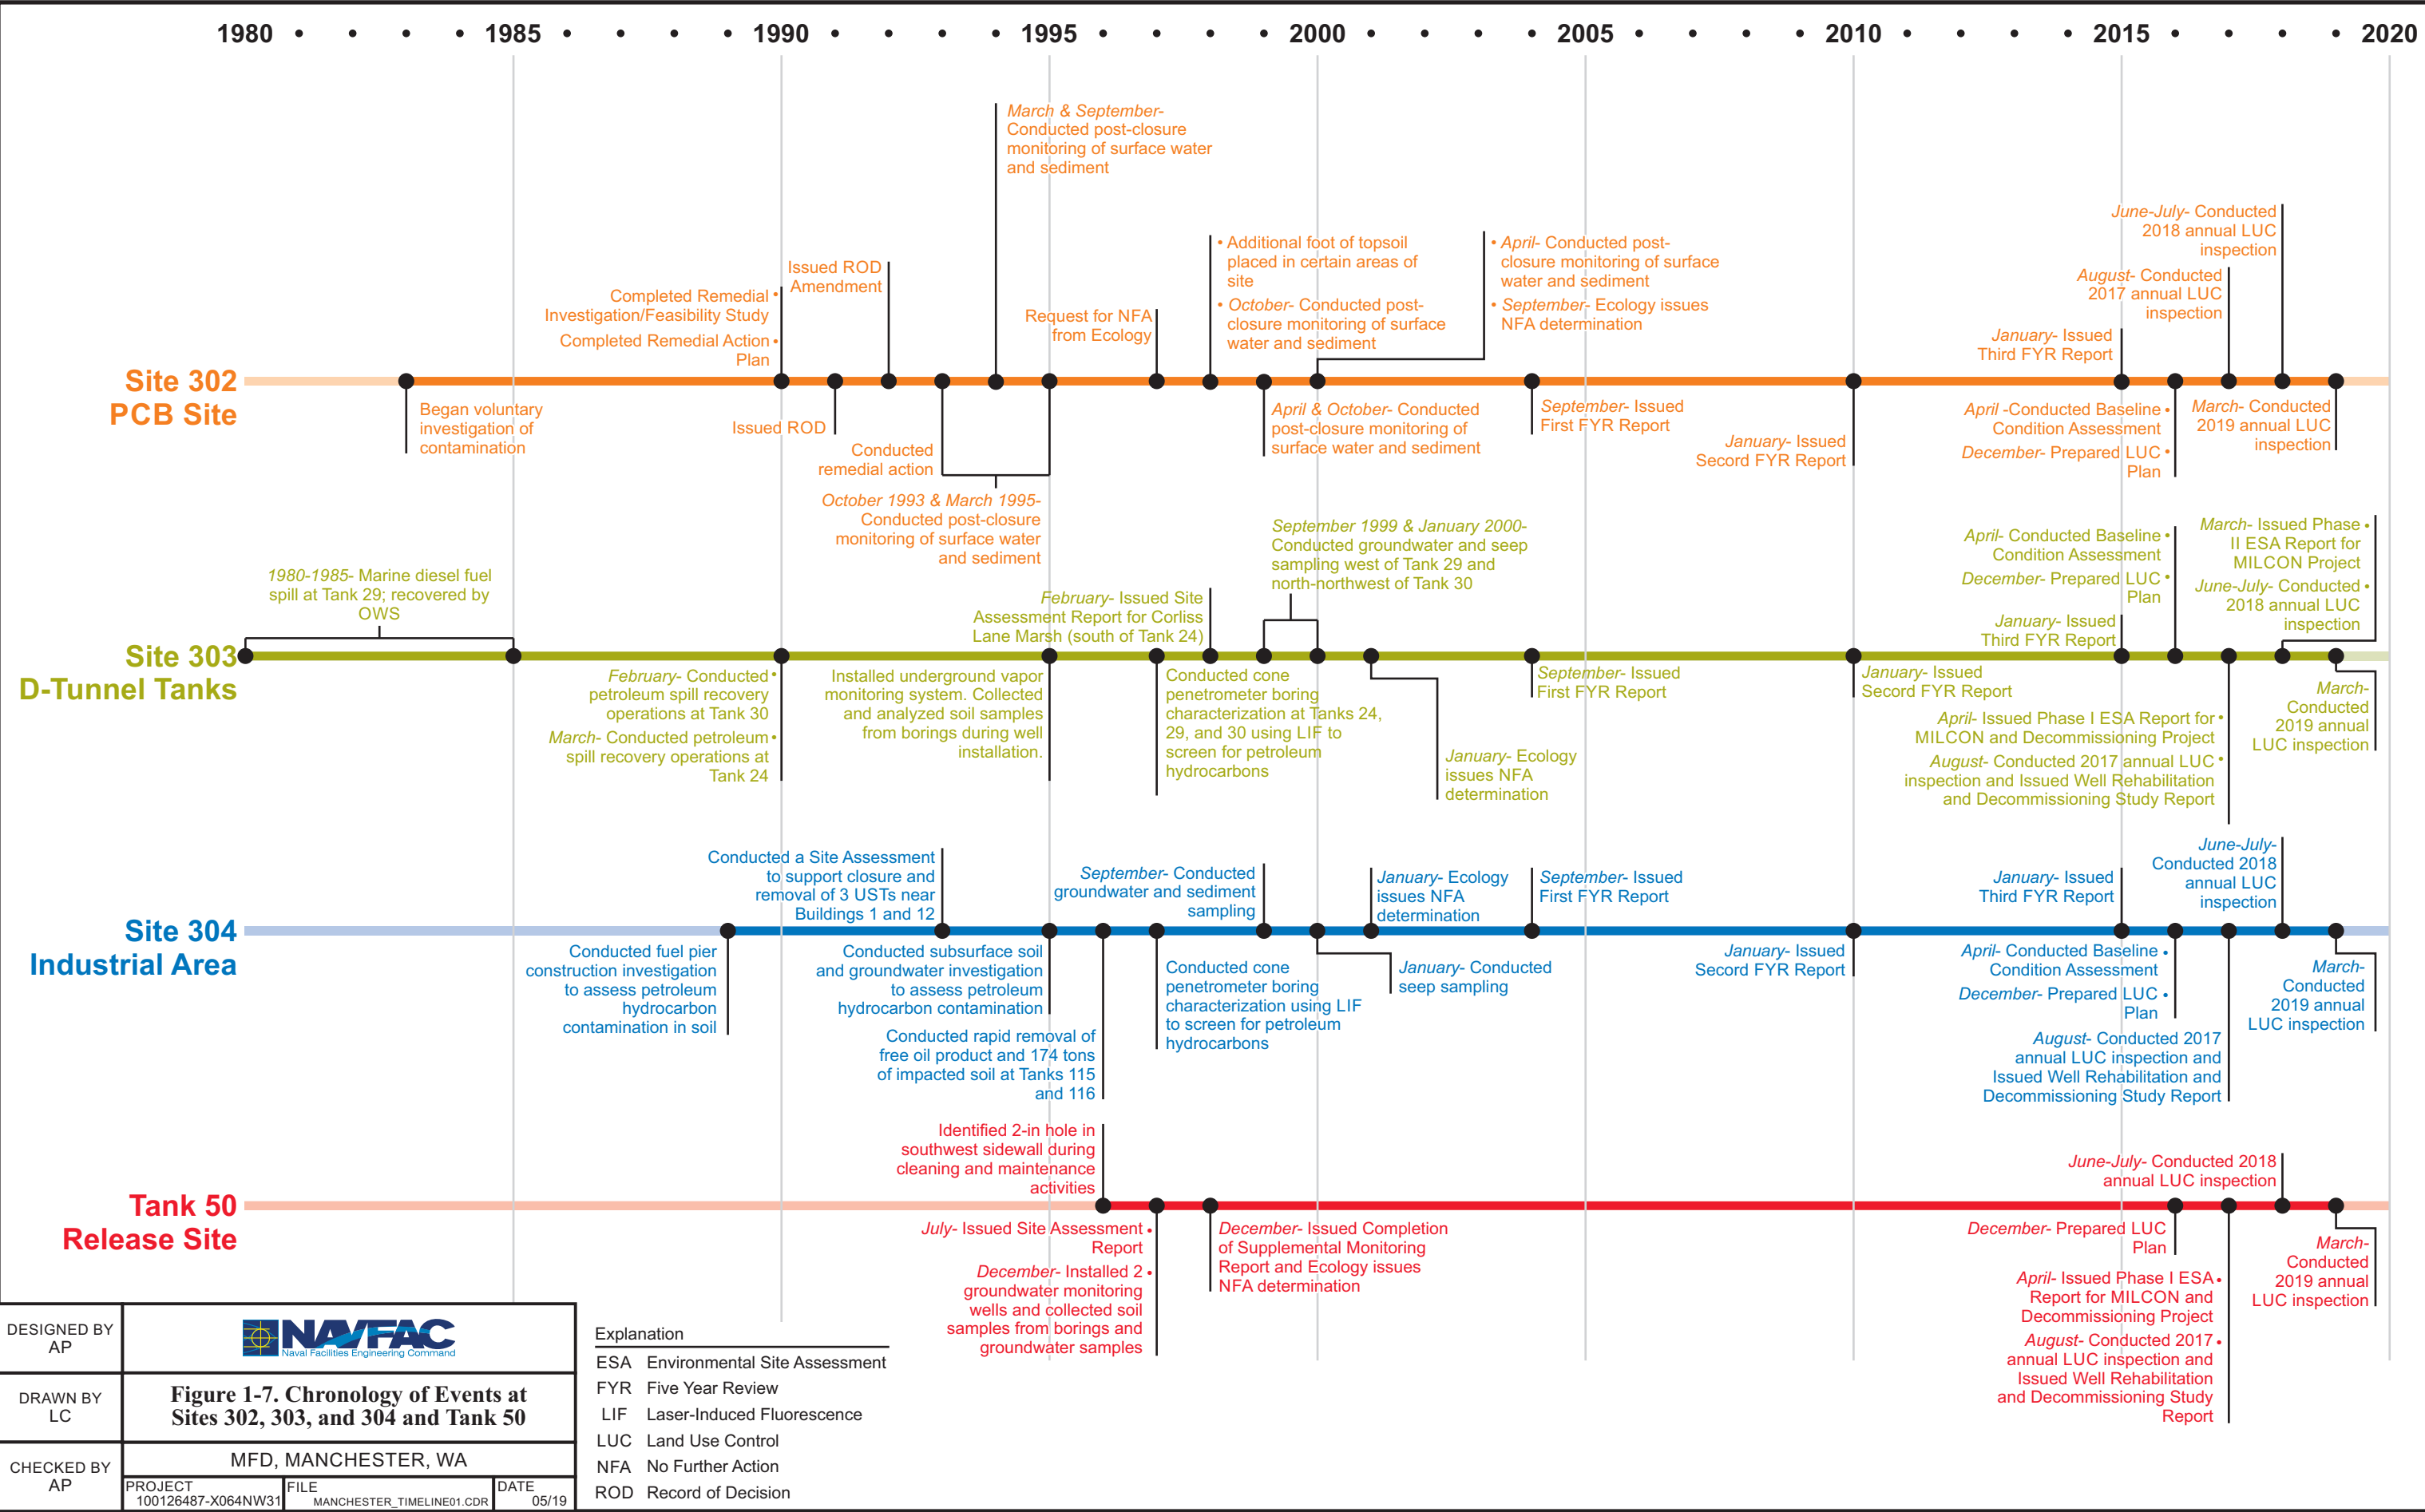 1980 • • • • 1985 • • • • 1990 • • • • 1995 • • • • 2000 • • • • 2005 • • • • 2010 • • • • 2015 • • • • 2020
Site 302
PCB Site
Began voluntary
investigation of
contamination
Completed Remedial •
Investigation/Feasibility Study
Completed Remedial Action •
Plan
Issued ROD
Issued ROD
Amendment
Conducted
remedial action
October 1993 & March 1995-
Conducted post-closure
monitoring of surface water
and sediment
March & September-
Conducted post-closure
monitoring of surface water
and sediment
Request for NFA
from Ecology
• Additional foot of topsoil
placed in certain areas of
site
• October- Conducted post-
closure monitoring of surface
water and sediment
April & October- Conducted
post-closure monitoring of
surface water and sediment
• April- Conducted post-
closure monitoring of surface
water and sediment
• September- Ecology issues
NFA determination
September- Issued
First FYR Report
January- Issued
Secord FYR Report
January- Issued
Third FYR Report
April -Conducted Baseline •
Condition Assessment
December- Prepared LUC •
Plan
August- Conducted
2017 annual LUC
inspection
June-July- Conducted
2018 annual LUC
inspection
March- Conducted
2019 annual LUC
inspection
Site 303
D-Tunnel Tanks
1980-1985- Marine diesel fuel
spill at Tank 29; recovered by
OWS
February- Conducted •
petroleum spill recovery
operations at Tank 30
March- Conducted petroleum •
spill recovery operations at
Tank 24
Installed underground vapor
monitoring system. Collected
and analyzed soil samples
from borings during well
installation.
Conducted cone
penetrometer boring
characterization at Tanks 24,
29, and 30 using LIF to
screen for petroleum
hydrocarbons
February- Issued Site
Assessment Report for Corliss
Lane Marsh (south of Tank 24)
September 1999 & January 2000-
Conducted groundwater and seep
sampling west of Tank 29 and
north-northwest of Tank 30
January- Ecology
issues NFA
determination
September- Issued
First FYR Report
January- Issued
Secord FYR Report
January- Issued
Third FYR Report
April- Conducted Baseline •
Condition Assessment
December- Prepared LUC •
Plan
April- Issued Phase I ESA Report for •
MILCON and Decommissioning Project
August- Conducted 2017 annual LUC •
inspection and Issued Well Rehabilitation
and Decommissioning Study Report
March- Issued Phase •
II ESA Report for
MILCON Project
June-July- Conducted •
2018 annual LUC
inspection
March-
Conducted
2019 annual
LUC inspection
Site 304
Industrial Area
Conducted fuel pier
construction investigation
to assess petroleum
hydrocarbon
contamination in soil
Conducted a Site Assessment
to support closure and
removal of 3 USTs near
Buildings 1 and 12
Conducted subsurface soil
and groundwater investigation
to assess petroleum
hydrocarbon contamination
Conducted rapid removal of
free oil product and 174 tons
of impacted soil at Tanks 115
and 116
Conducted cone
penetrometer boring
characterization using LIF
to screen for petroleum
hydrocarbons
September- Conducted
groundwater and sediment
sampling
January- Conducted
seep sampling
January- Ecology
issues NFA
determination
September- Issued
First FYR Report
January- Issued
Secord FYR Report
January- Issued
Third FYR Report
April- Conducted Baseline •
Condition Assessment
December- Prepared LUC •
Plan
August- Conducted 2017
annual LUC inspection and
Issued Well Rehabilitation and
Decommissioning Study Report
June-July-
Conducted 2018
annual LUC
inspection
March-
Conducted
2019 annual
LUC inspection
Tank 50
Release Site
Identified 2-in hole in
southwest sidewall during
cleaning and maintenance
activities
July- Issued Site Assessment •
Report
December- Installed 2 •
groundwater monitoring
wells and collected soil
samples from borings and
groundwater samples
December- Issued Completion
of Supplemental Monitoring
Report and Ecology issues
NFA determination
December- Prepared LUC
Plan
April- Issued Phase I ESA •
Report for MILCON and
Decommissioning Project
August- Conducted 2017 •
annual LUC inspection and
Issued Well Rehabilitation
and Decommissioning Study
Report
June-July- Conducted 2018
annual LUC inspection
March-
Conducted
2019 annual
LUC inspection
DESIGNED BY
AP
NAVFAC
Naval Facilities Engineering Command
DRAWN BY
LC
Figure 1-7. Chronology of Events at
Sites 302, 303, and 304 and Tank 50
CHECKED BY
AP
MFD, MANCHESTER, WA
PROJECT
100126487-X064NW31
FILE
MANCHESTER_TIMELINE01.CDR
DATE
05/19
Explanation
ESA Environmental Site Assessment
FYR Five Year Review
LIF Laser-Induced Fluorescence
LUC Land Use Control
NFA No Further Action
ROD Record of Decision